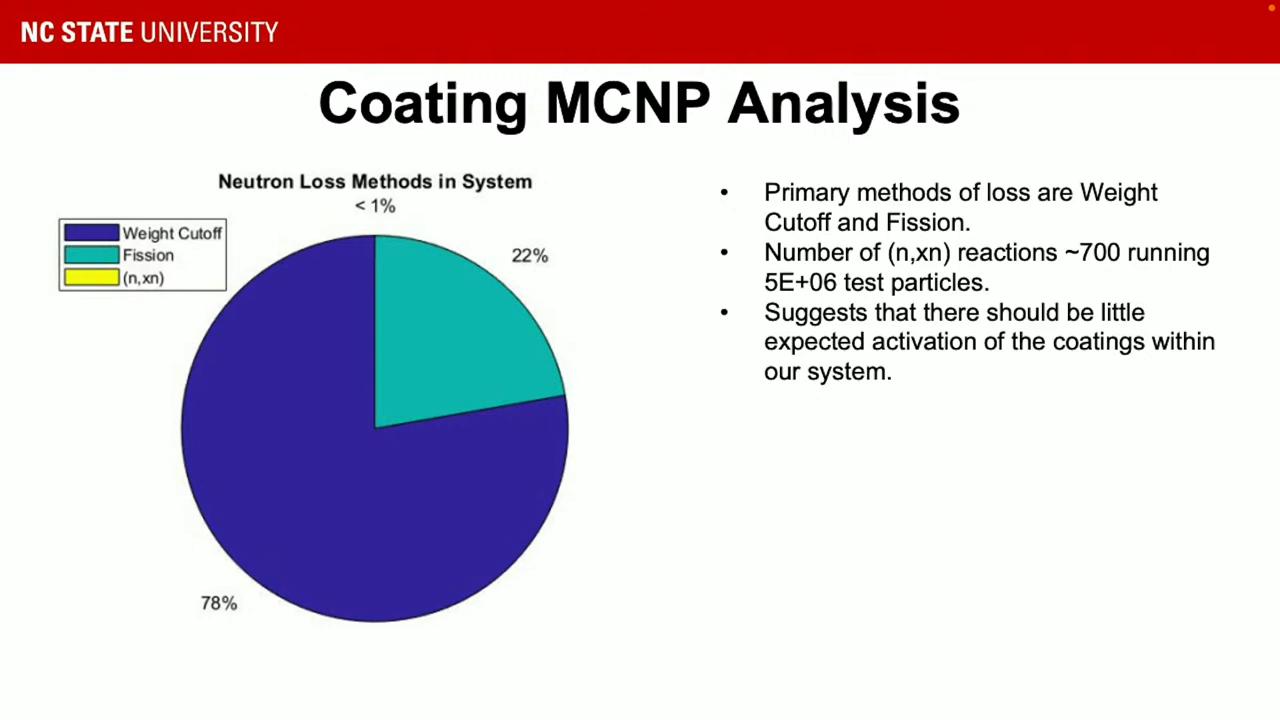 NC STATE UNIVERSITY
Coating MCNP Analysis
Neutron Loss Methods in System
< 1%
Weight Cutoff
Fission
(n,xn)
22%
78%
• Primary methods of loss are Weight
Cutoff and Fission.
• Number of (n,xn) reactions ~700 running
5E+06 test particles.
• Suggests that there should be little
expected activation of the coatings within
our system.